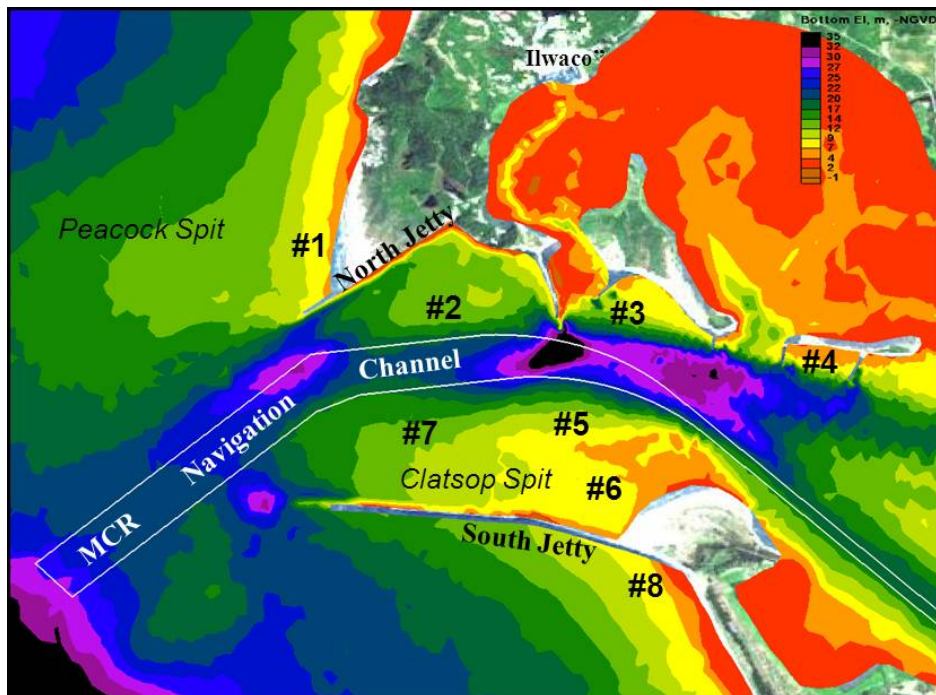 Bottom El, m, -NGVD
35
32
30
27
25
22
20
17
14
12
9
7
4
2
-1
Ilwaco”
Peacock Spit
#1
North Jetty
#2
#3
#4
Channel
Navigation
MCR
#5
#7
Clatsop Spit
#6
South Jetty
#8